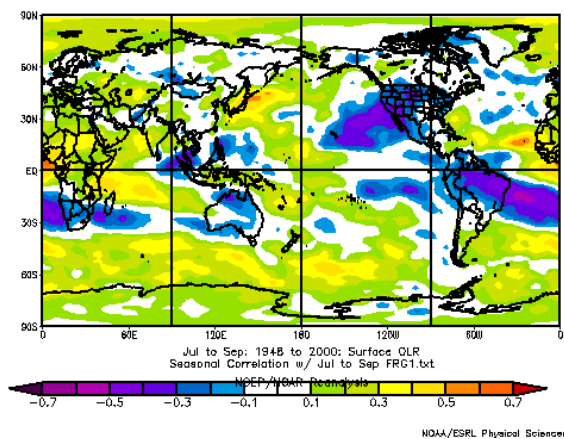 90N
60N
30N
EQ
30S
60S
90S
0 60E 120E 180 120W 60W 0
Jul to Sep: 1948 to 2000: Surface OLR
Seasonal Correlation w/ Jul to Sep FRG1.txt
NCEP/NCAR Reanalysis
-0.7 -0.5 -0.3 -0.1 0.1 0.3 0.5 0.7
NOAA/ESRL Physical Science